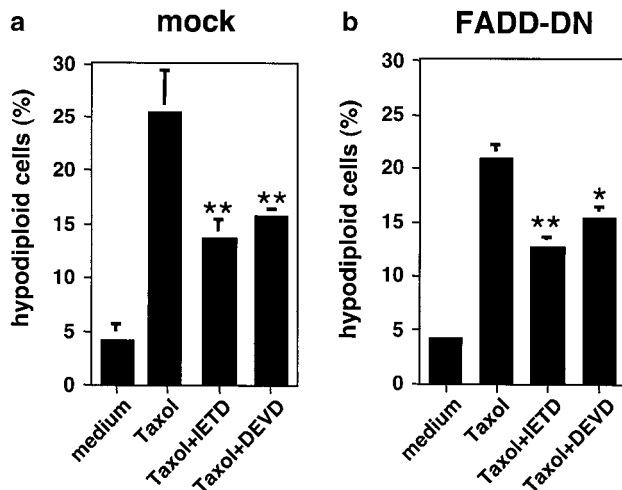 a mock
hypodiploid cells (%)
30
25
20
15
10
5
0
** **
medium
Taxol
Taxol+IETD
Taxol+DEVD
b FADD-DN
hypodiploid cells (%)
30
25
20
15
10
5
0
** *
medium
Taxol
Taxol+IETD
Taxol+DEVD